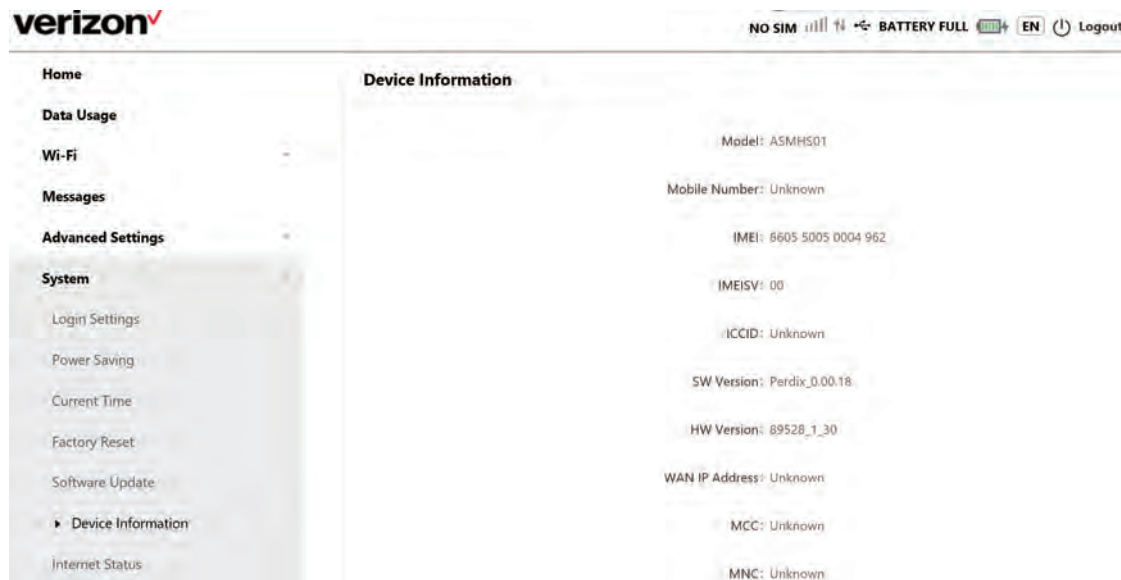 verizon
NO SIM BATTERY FULL EN Logout
Home
Data Usage
Wi-Fi
Messages
Advanced Settings
System
Login Settings
Power Saving
Current Time
Factory Reset
Software Update
Device Information
Internet Status
Device Information
Model: ASMHS01
Mobile Number: Unknown
IMEI: 8605 5005 0004 962
IMEISV: 00
ICCID: Unknown
SW Version: Perdix_0.00.18
HW Version: 89528_1_30
WAN IP Address: Unknown
MCC: Unknown
MNC: Unknown